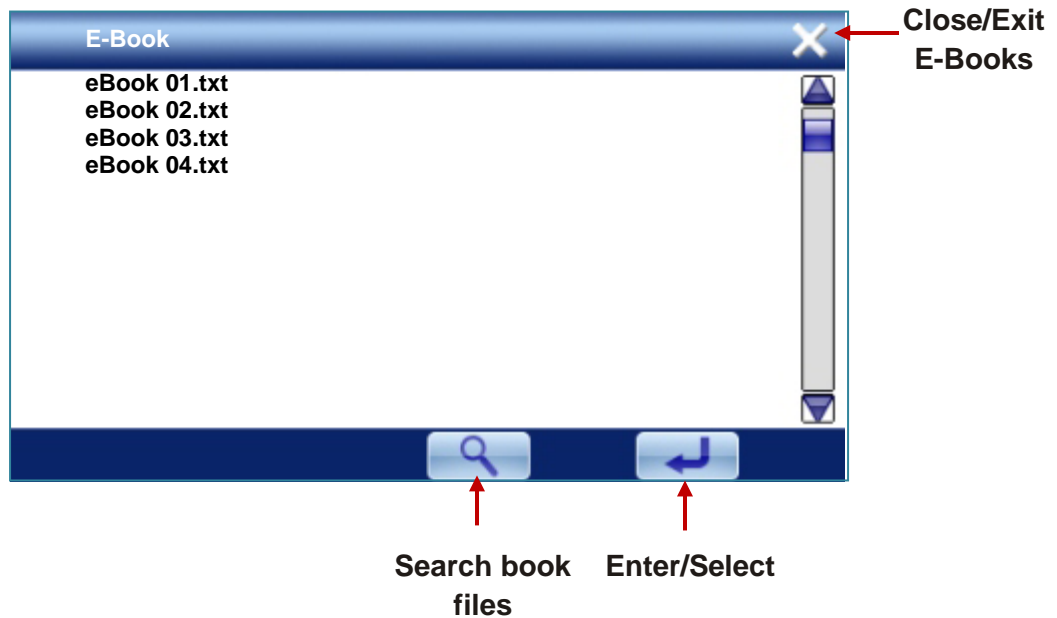 E-Book
Close/Exit
E-Books
eBook 01.txt
eBook 02.txt
eBook 03.txt
eBook 04.txt
Search book
files
Enter/Select